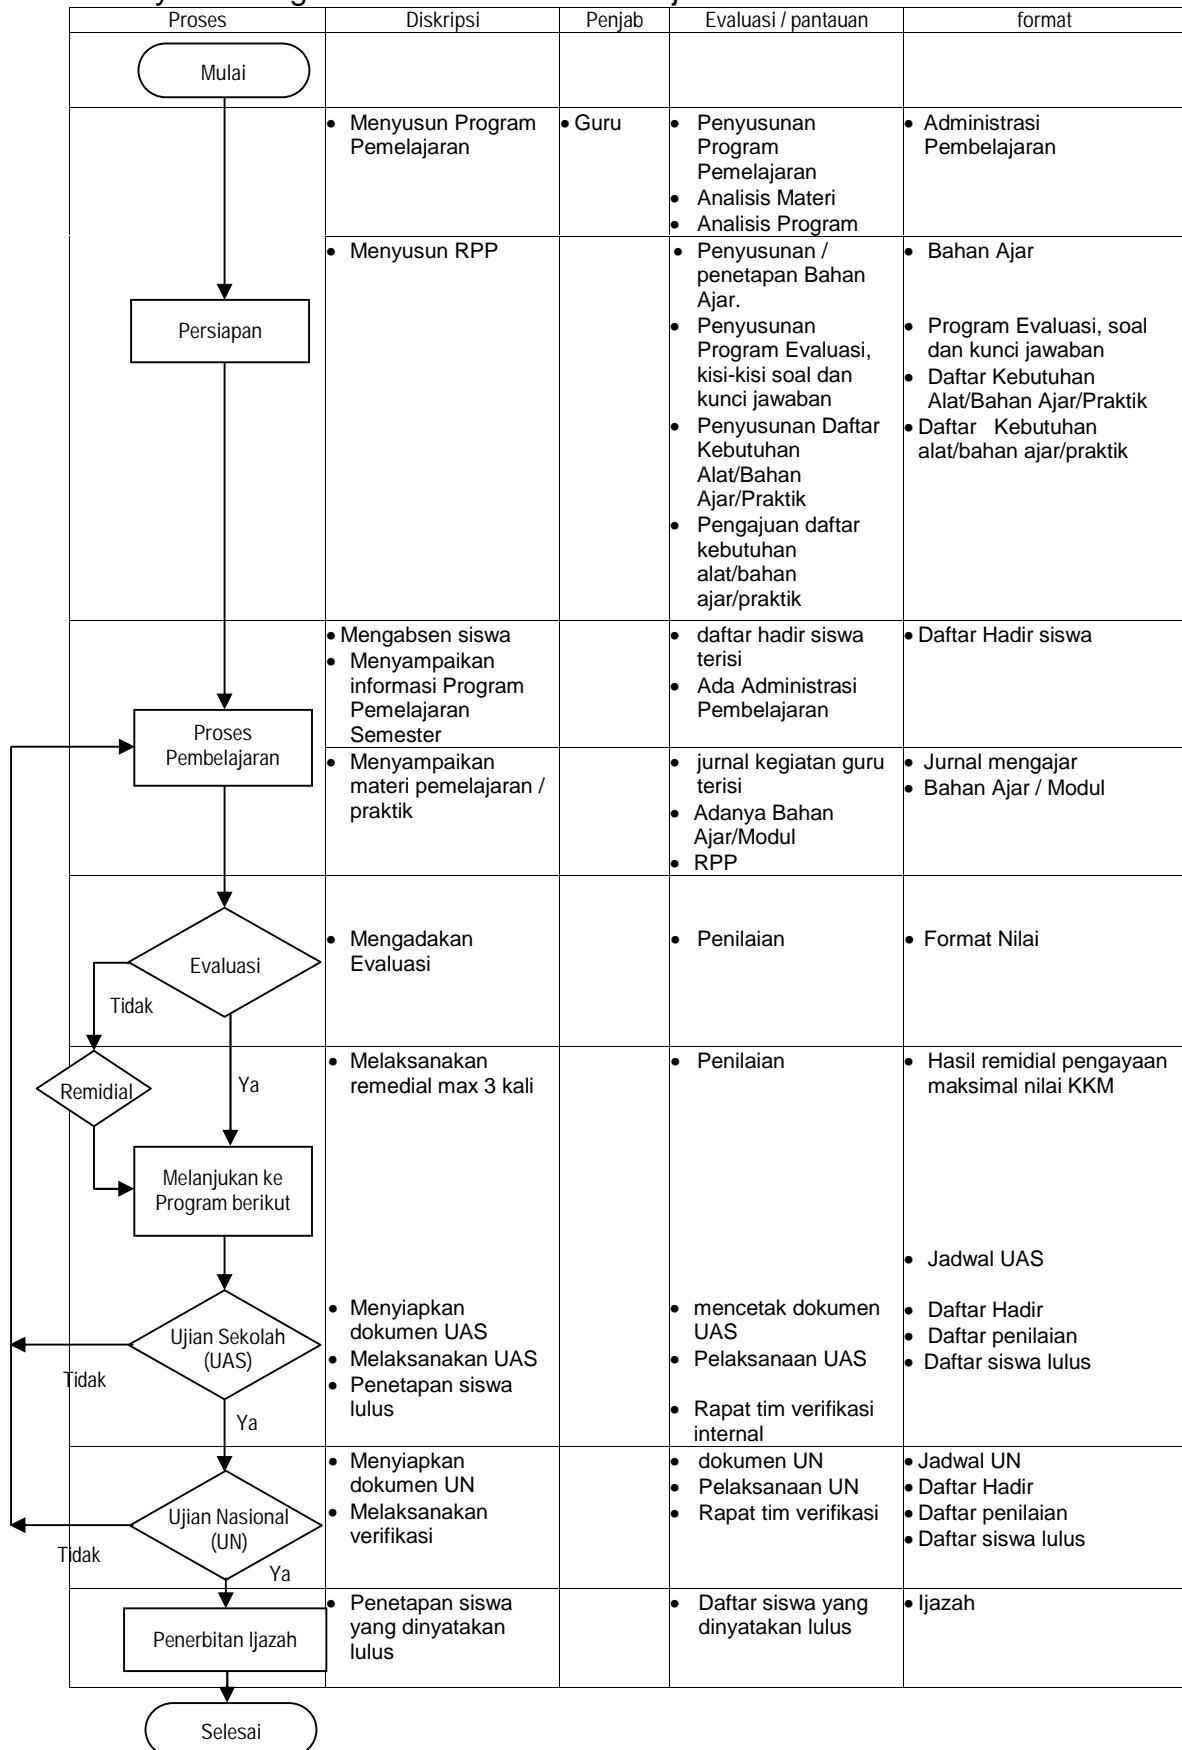 Proses Diskripsi Penjab Evaluasi / pantauan format
Mulai
• Menyusun Program
Pemelajaran
• Guru
• Penyusunan
Program
Pemelajaran
• Analisis Materi
• Analisis Program
• Administrasi
Pembelajaran
Persiapan
• Menyusun RPP
• Penyusunan /
penetapan Bahan
Ajar.
• Penyusunan
Program Evaluasi,
kisi-kisi soal dan
kunci jawaban
• Penyusunan Daftar
Kebutuhan
Alat/Bahan
Ajar/Praktik
• Pengajuan daftar
kebutuhan
alat/bahan
ajar/praktik
• Bahan Ajar
• Program Evaluasi, soal
dan kunci jawaban
• Daftar Kebutuhan
Alat/Bahan Ajar/Praktik
• Daftar Kebutuhan
alat/bahan ajar/praktik
Proses
Pembelajaran
• Mengabsen siswa
• Menyampaikan
informasi Program
Pemelajaran
Semester
• daftar hadir siswa
terisi
• Ada Administrasi
Pembelajaran
• Daftar Hadir siswa
• Menyampaikan
materi pemelajaran /
praktik
• jurnal kegiatan guru
terisi
• Adanya Bahan
Ajar/Modul
• RPP
• Jurnal mengajar
• Bahan Ajar / Modul
Evaluasi
Tidak
• Mengadakan
Evaluasi
• Penilaian
• Format Nilai
Remidial
Ya
• Melaksanakan
remedial max 3 kali
• Penilaian
• Hasil remidial pengayaan
maksimal nilai KKM
Melanjukan ke
Program berikut
Ujian Sekolah
(UAS)
Tidak
Ya
• Menyiapkan
dokumen UAS
• Melaksanakan UAS
• Penetapan siswa
lulus
• mencetak dokumen
UAS
• Pelaksanaan UAS
• Rapat tim verifikasi
internal
• Jadwal UAS
• Daftar Hadir
• Daftar penilaian
• Daftar siswa lulus
Ujian Nasional
(UN)
Tidak
Ya
• Menyiapkan
dokumen UN
• Melaksanakan
verifikasi
• dokumen UN
• Pelaksanaan UN
• Rapat tim verifikasi
• Jadwal UN
• Daftar Hadir
• Daftar penilaian
• Daftar siswa lulus
Penerbitan Ijazah
• Penetapan siswa
yang dinyatakan
lulus
• Daftar siswa yang
dinyatakan lulus
• Ijazah
Selesai